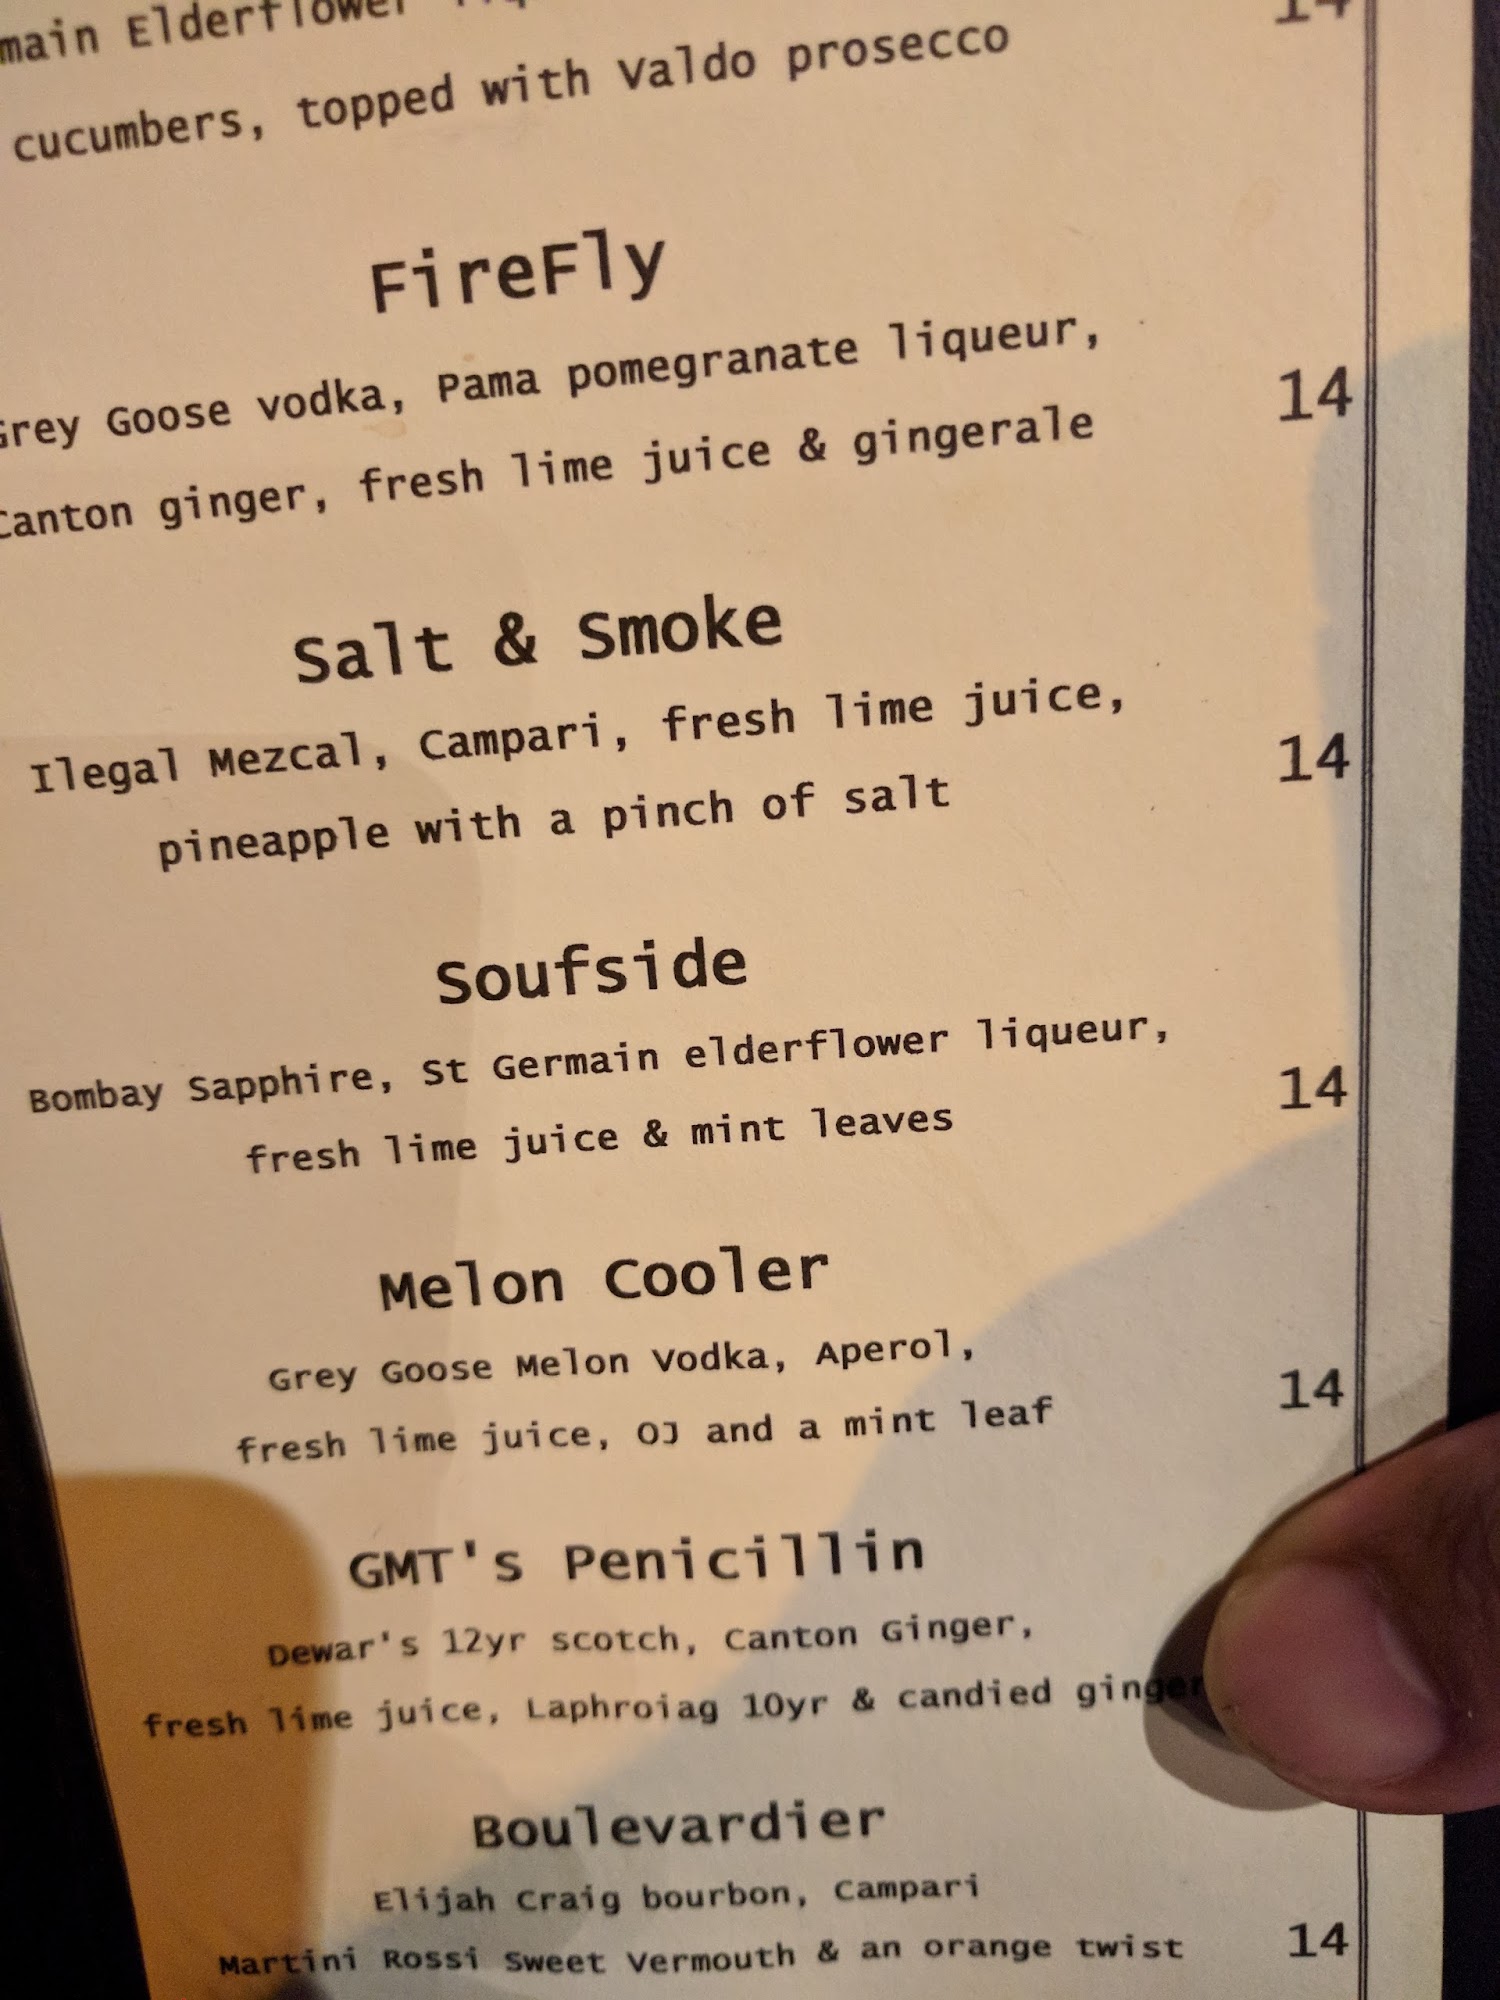 main Elderflower
14
cucumbers, topped with Valdo prosecco
FireFly
Grey Goose vodka, Pama pomegranate liqueur,
14
Canton ginger, fresh lime juice & gingerale
Salt & Smoke
Ilegal Mezcal, Campari, fresh lime juice,
14
pineapple with a pinch of salt
Soufside
Bombay Sapphire, St Germain elderflower liqueur,
14
fresh lime juice & mint leaves
Melon Cooler
Grey Goose Melon Vodka, Aperol,
14
fresh lime juice, OJ and a mint leaf
GMT's Penicillin
Dewar's 12yr scotch, Canton Ginger,
fresh lime juice, Laphroiag 10yr & candied ginger
Boulevardier
Elijah Craig bourbon, Campari
14
Martini Rossi Sweet Vermouth & an orange twist